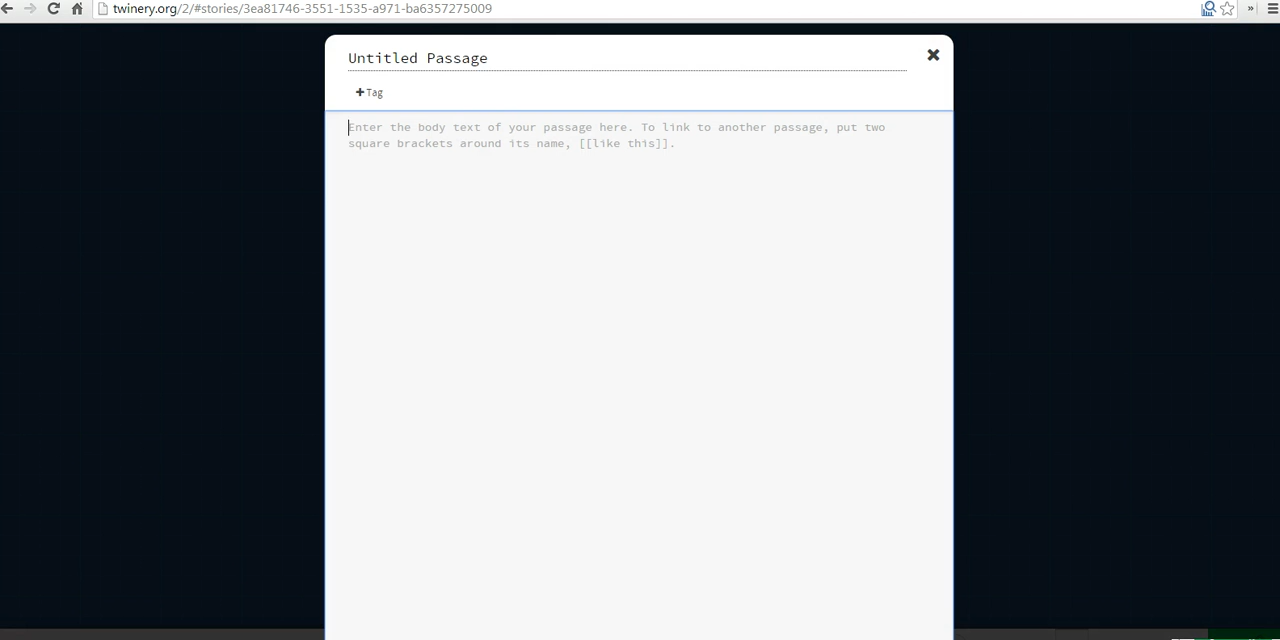 twinery.org/2/#stories/3ea81746-3551-1535-a971-ba6357275009
Untitled Passage
+Tag
Enter the body text of your passage here. To link to another passage, put two
square brackets around its name, [[like this]].